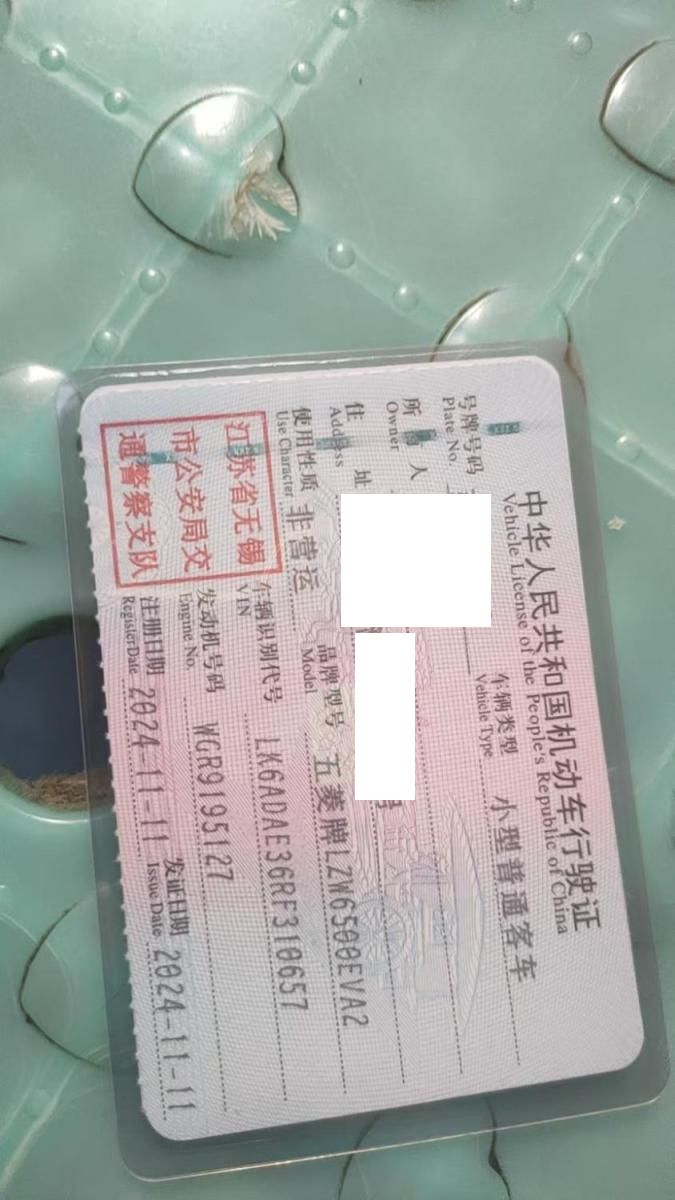 中华人民共和国机动车行驶证
Vehicle License of the People's Republic of China
号牌号码
Plate No.
车辆类型 小型普通客车
Vehicle Type
所 人
Owner
住 址
Address
使用性质 非营运
Use Character
品牌型号 五菱牌LZW6500EVA2
Model
江苏省无锡
市公安局交
通警察支队
车辆识别代号 LK6ADAE36RF310657
VIN
发动机号码 WGR9195127
Engine No.
注册日期 2024-11-11
Register Date
发证日期 2024-11-11
Issue Date